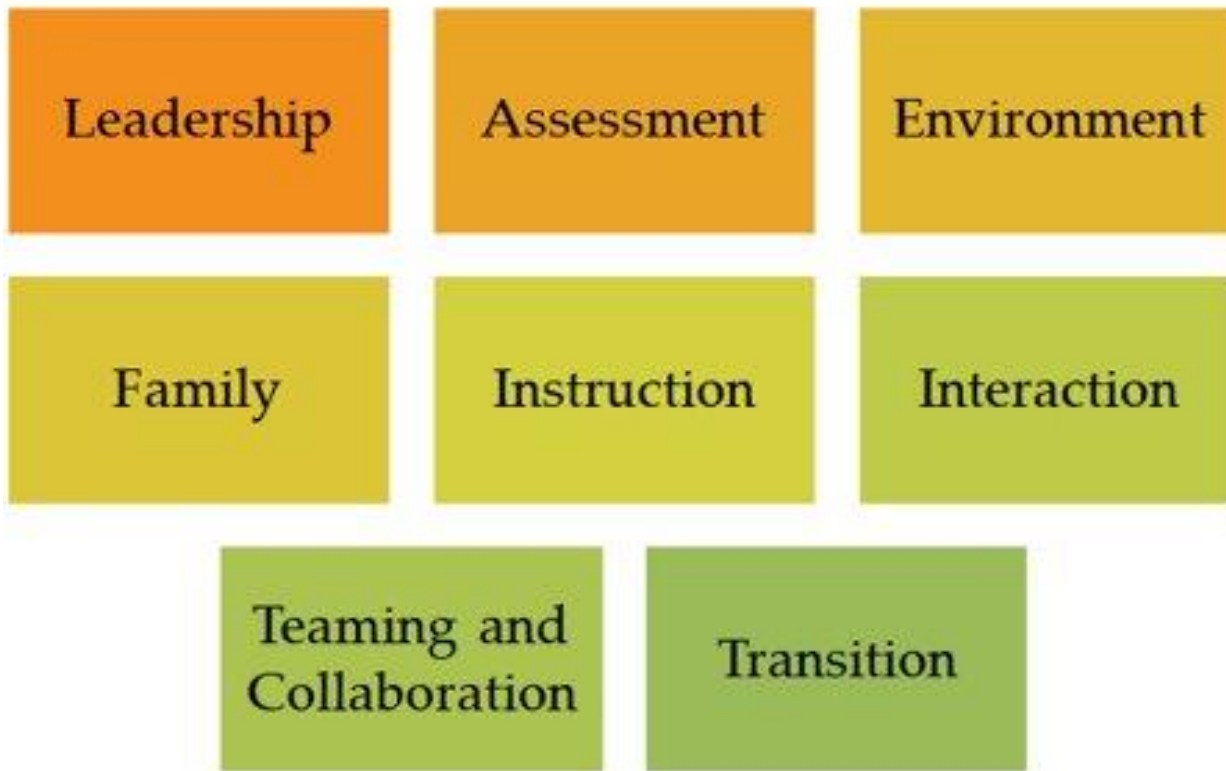 Leadership
Assessment
Environment
Family
Instruction
Interaction
Teaming and
Collaboration
Transition